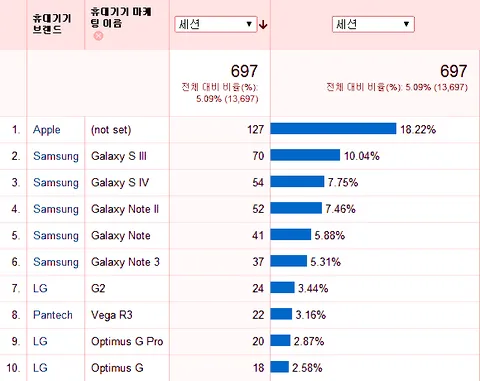 휴대기기 브랜드
휴대기기 마케팅 이름
세션
세션
697
전체 대비 비율(%): 5.09% (13,697)
697
전체 대비 비율(%): 5.09% (13,697)
1. Apple (not set) 127 18.22%
2. Samsung Galaxy S III 70 10.04%
3. Samsung Galaxy S IV 54 7.75%
4. Samsung Galaxy Note II 52 7.46%
5. Samsung Galaxy Note 41 5.88%
6. Samsung Galaxy Note 3 37 5.31%
7. LG G2 24 3.44%
8. Pantech Vega R3 22 3.16%
9. LG Optimus G Pro 20 2.87%
10. LG Optimus G 18 2.58%